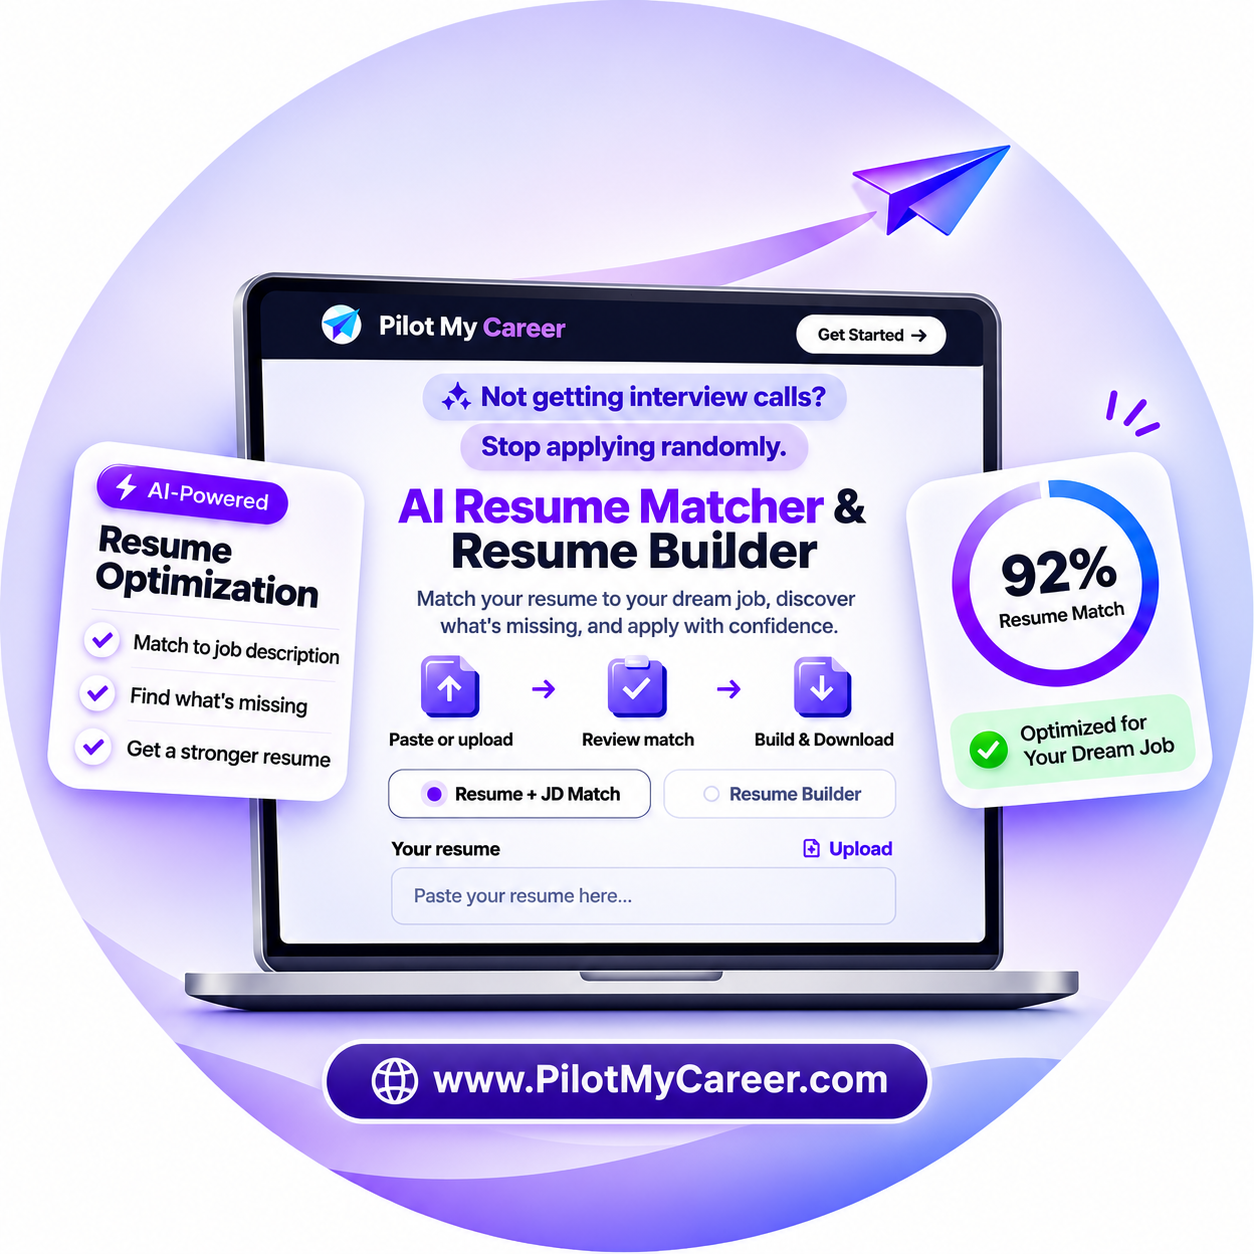 Pilot My Career
Get Started →
Not getting interview calls?
Stop applying randomly.
AI Resume Matcher &
Resume Builder
Match your resume to your dream job, discover
what's missing, and apply with confidence.
Paste or upload
Review match
Build & Download
Resume + JD Match
Resume Builder
Your resume
Upload
Paste your resume here...
AI-Powered
Resume
Optimization
Match to job description
Find what's missing
Get a stronger resume
92%
Resume Match
Optimized for
Your Dream Job
www.PilotMyCareer.com